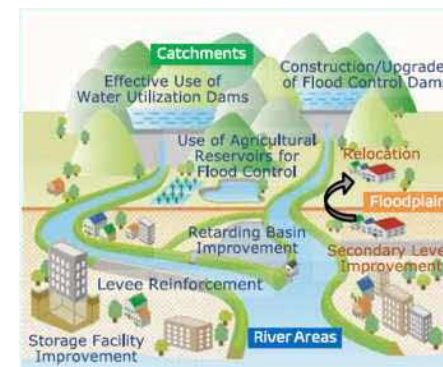 Catchments
Effective Use of
Water Utilization Dams
Construction/Upgrade
of Flood Control Dam
Use of Agricultural
Reservoirs for
Flood Control
Relocation
Floodplain
Retarding Basin
Improvement
Secondary Leve
Improvement
Levee Reinforcement
Storage Facility
Improvement
River Areas